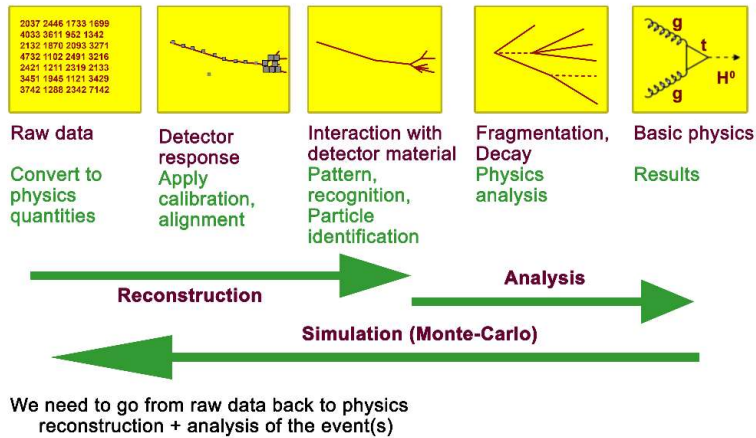 2037 2446 1733 1699
4033 3611 952 1342
2132 1870 2093 3271
4732 1102 2491 3216
2421 1211 2319 2133
3451 1945 1121 3429
3742 1288 2342 7142
g
t
H⁰
g
Raw data
Detector
response
Interaction with
detector material
Fragmentation,
Decay
Basic physics
Convert to
physics
quantities
Apply
calibration,
alignment
Pattern,
recognition,
Particle
identification
Physics
analysis
Results
Reconstruction
Analysis
Simulation (Monte-Carlo)
We need to go from raw data back to physics
reconstruction + analysis of the event(s)